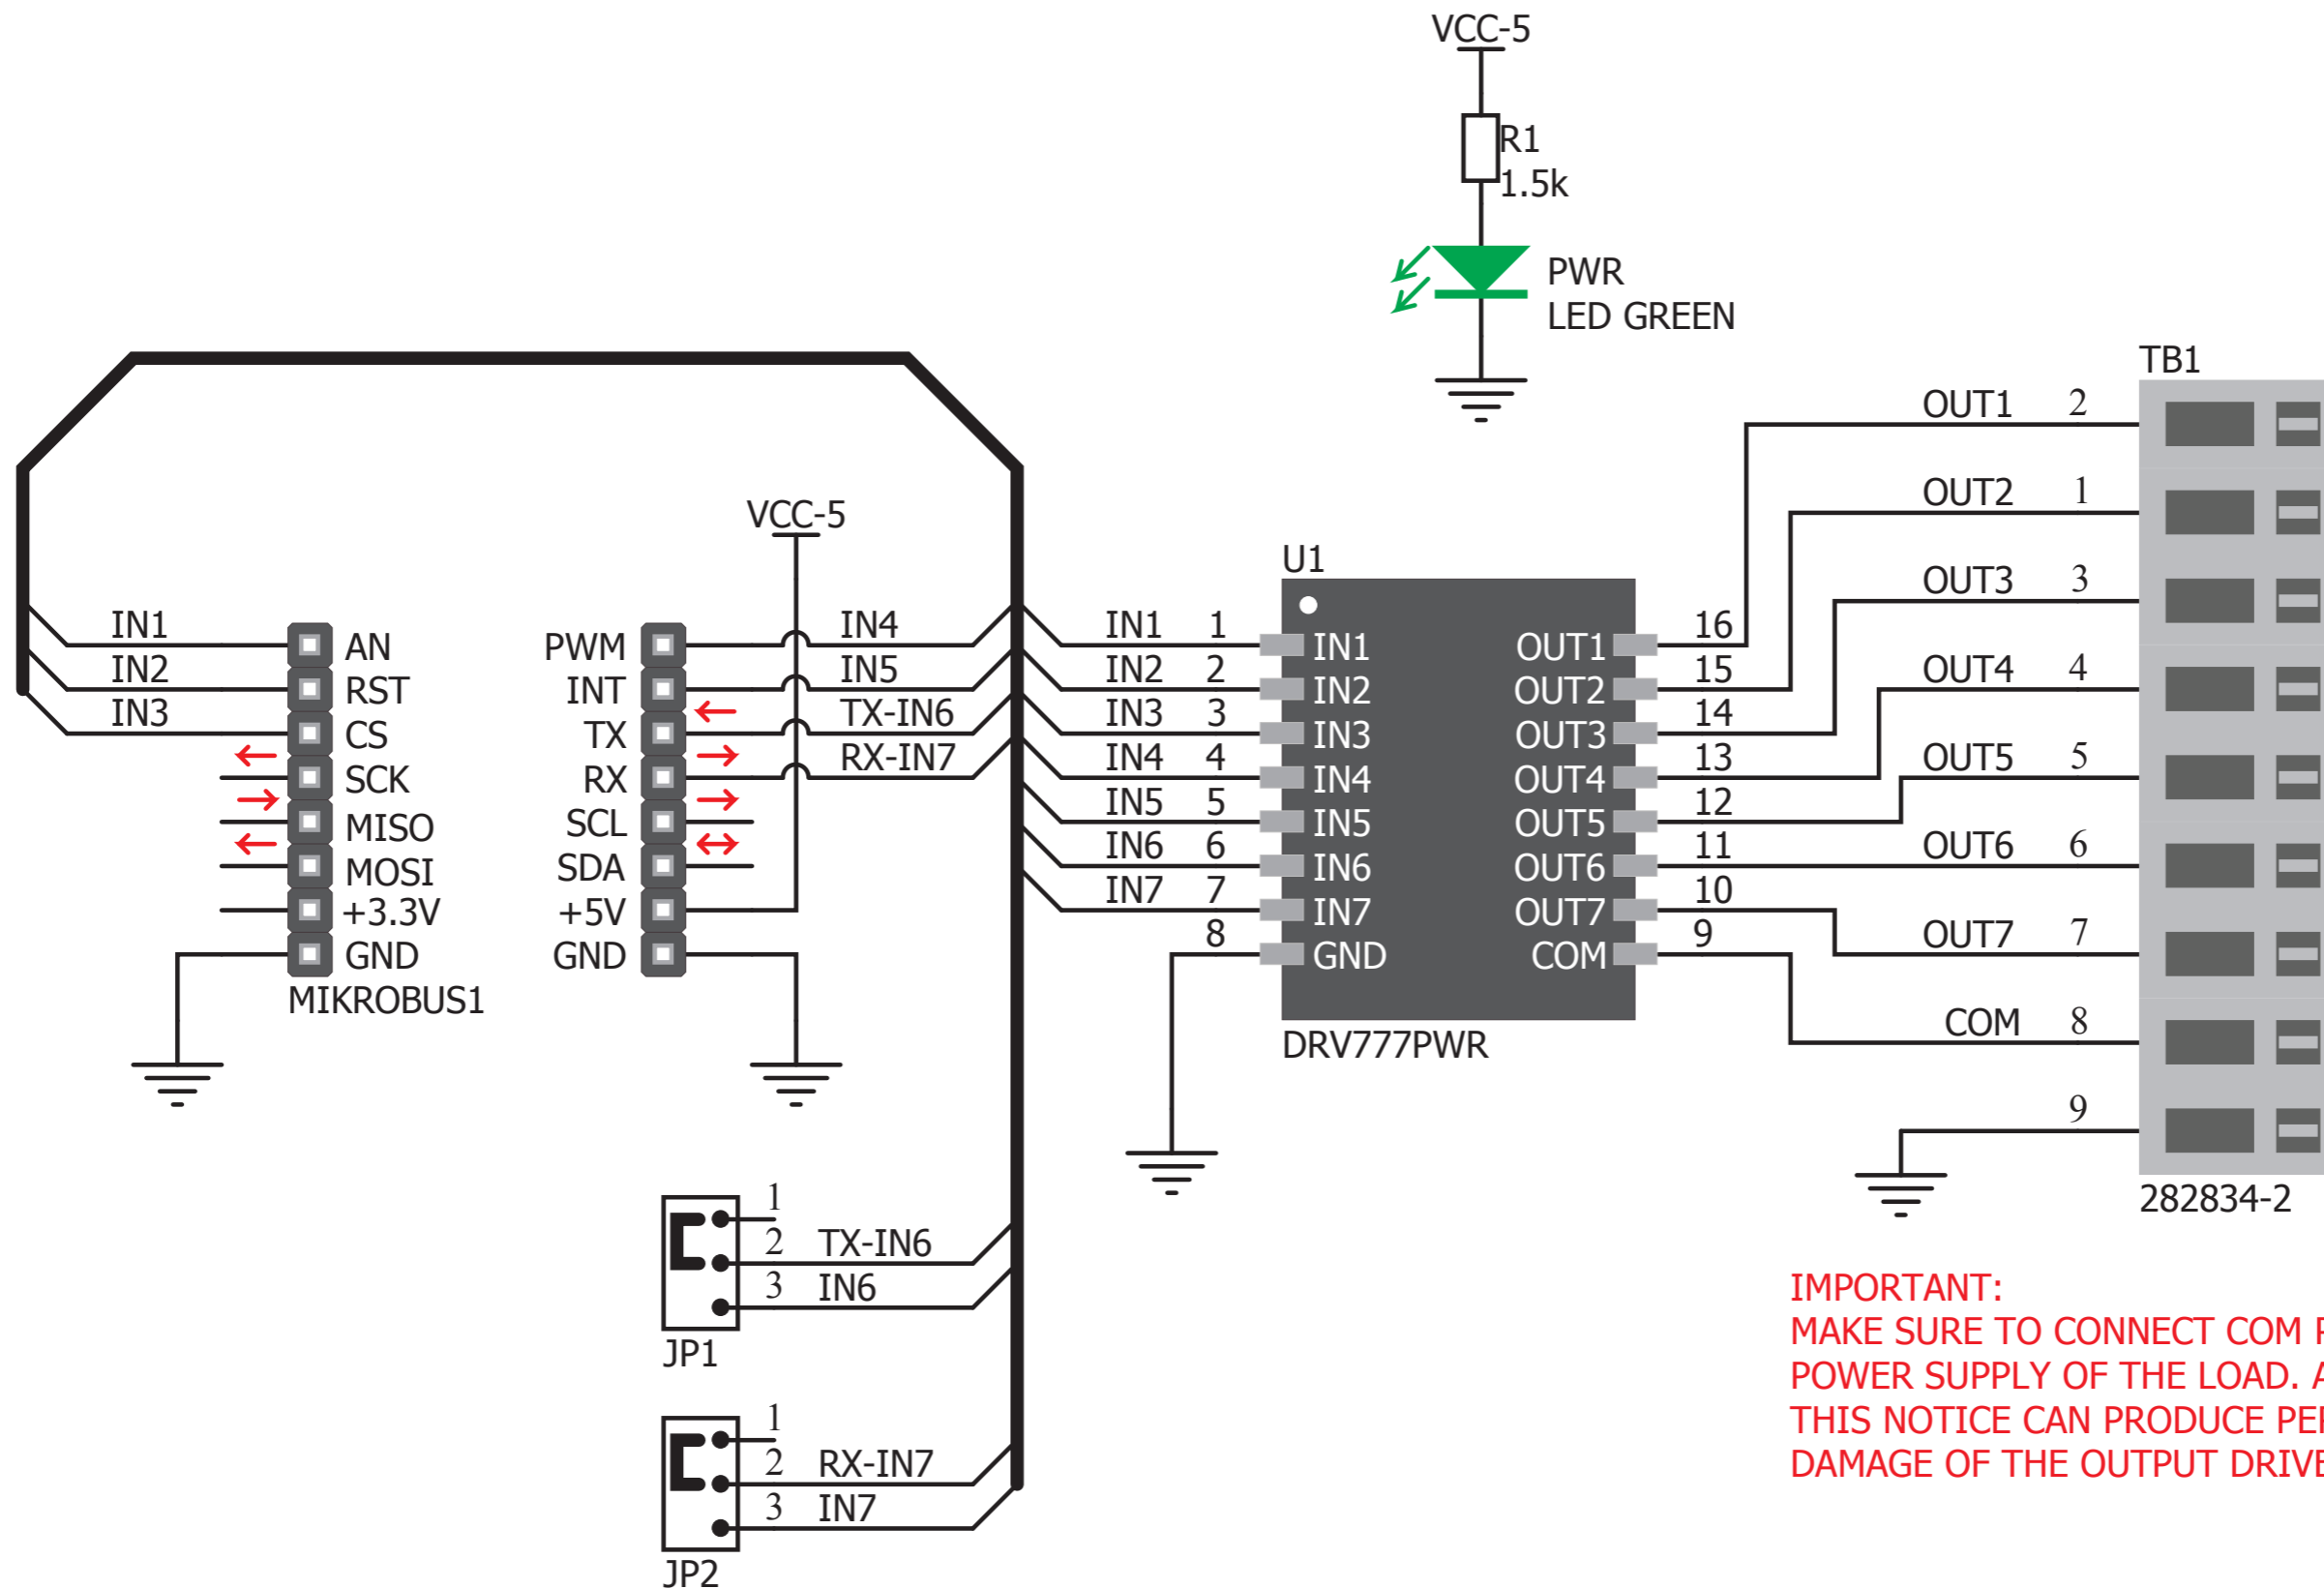 VCC-5
R1
1.5k
PWR
LED GREEN
VCC-5
IN1
IN2
IN3
AN
RST
CS
SCK
MISO
MOSI
+3.3V
GND
MIKROBUS1
PWM
INT
TX
RX
SCL
SDA
+5V
GND
IN4
IN5
TX-IN6
RX-IN7
IN1 1
IN2 2
IN3 3
IN4 4
IN5 5
IN6 6
IN7 7
8
U1
IN1 OUT1
IN2 OUT2
IN3 OUT3
IN4 OUT4
IN5 OUT5
IN6 OUT6
IN7 OUT7
GND COM
DRV777PWR
16
15
14
13
12
11
10
9
TB1
OUT1 2
OUT2 1
OUT3 3
OUT4 4
OUT5 5
OUT6 6
OUT7 7
COM 8
9
282834-2
1
2 TX-IN6
3 IN6
JP1
1
2 RX-IN7
3 IN7
JP2
IMPORTANT:
MAKE SURE TO CONNECT COM
POWER SUPPLY OF THE LOAD.
THIS NOTICE CAN PRODUCE
DAMAGE OF THE OUTPUT